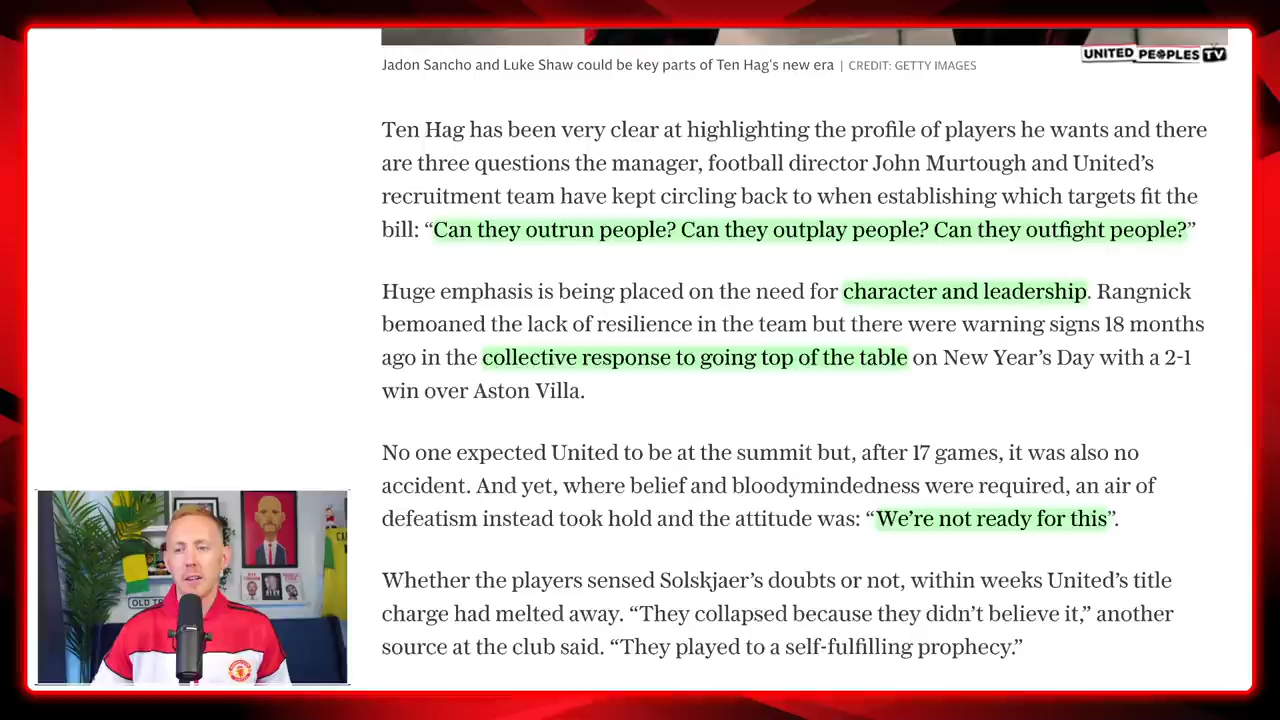 UNITED PEOPLES TV
Jadon Sancho and Luke Shaw could be key parts of Ten Hag's new era | CREDIT: GETTY IMAGES
Ten Hag has been very clear at highlighting the profile of players he wants and there
are three questions the manager, football director John Murtough and United’s
recruitment team have kept circling back to when establishing which targets fit the
bill: “Can they outrun people? Can they outplay people? Can they outfight people?”
Huge emphasis is being placed on the need for character and leadership. Rangnick
bemoaned the lack of resilience in the team but there were warning signs 18 months
ago in the collective response to going top of the table on New Year’s Day with a 2-1
win over Aston Villa.
No one expected United to be at the summit but, after 17 games, it was also no
accident. And yet, where belief and bloodymindedness were required, an air of
defeatism instead took hold and the attitude was: “We’re not ready for this”.
Whether the players sensed Solskjaer’s doubts or not, within weeks United’s title
charge had melted away. “They collapsed because they didn’t believe it,” another
source at the club said. “They played to a self-fulfilling prophecy.”
OLD TR